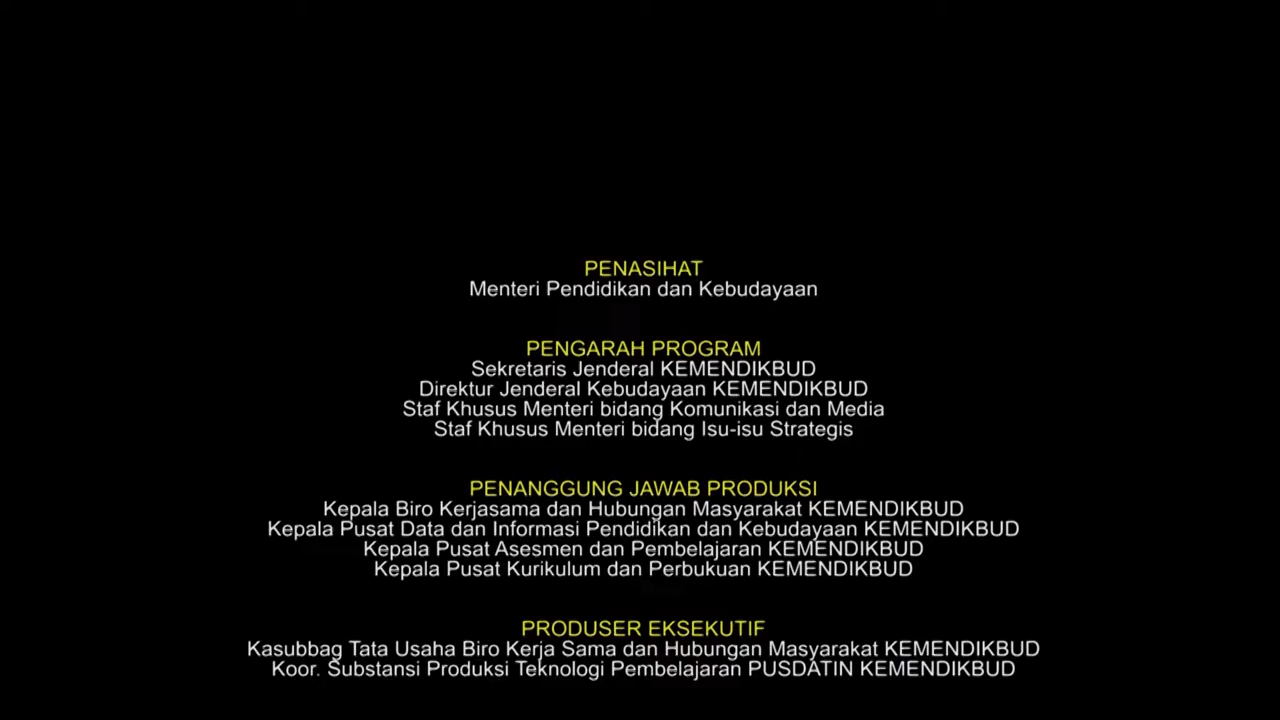 PENASIHAT
Menteri Pendidikan dan Kebudayaan
PENGARAH PROGRAM
Sekretaris Jenderal KEMENDIKBUD
Direktur Jenderal Kebudayaan KEMENDIKBUD
Staf Khusus Menteri bidang Komunikasi dan Media
Staf Khusus Menteri bidang Isu-isu Strategis
PENANGGUNG JAWAB PRODUKSI
Kepala Biro Kerjasama dan Hubungan Masyarakat KEMENDIKBUD
Kepala Pusat Data dan Informasi Pendidikan dan Kebudayaan KEMENDIKBUD
Kepala Pusat Asesmen dan Pembelajaran KEMENDIKBUD
Kepala Pusat Kurikulum dan Perbukuan KEMENDIKBUD
PRODUSER EKSEKUTIF
Kasubbag Tata Usaha Biro Kerja Sama dan Hubungan Masyarakat KEMENDIKBUD
Koor. Substansi Produksi Teknologi Pembelajaran PUSDATIN KEMENDIKBUD